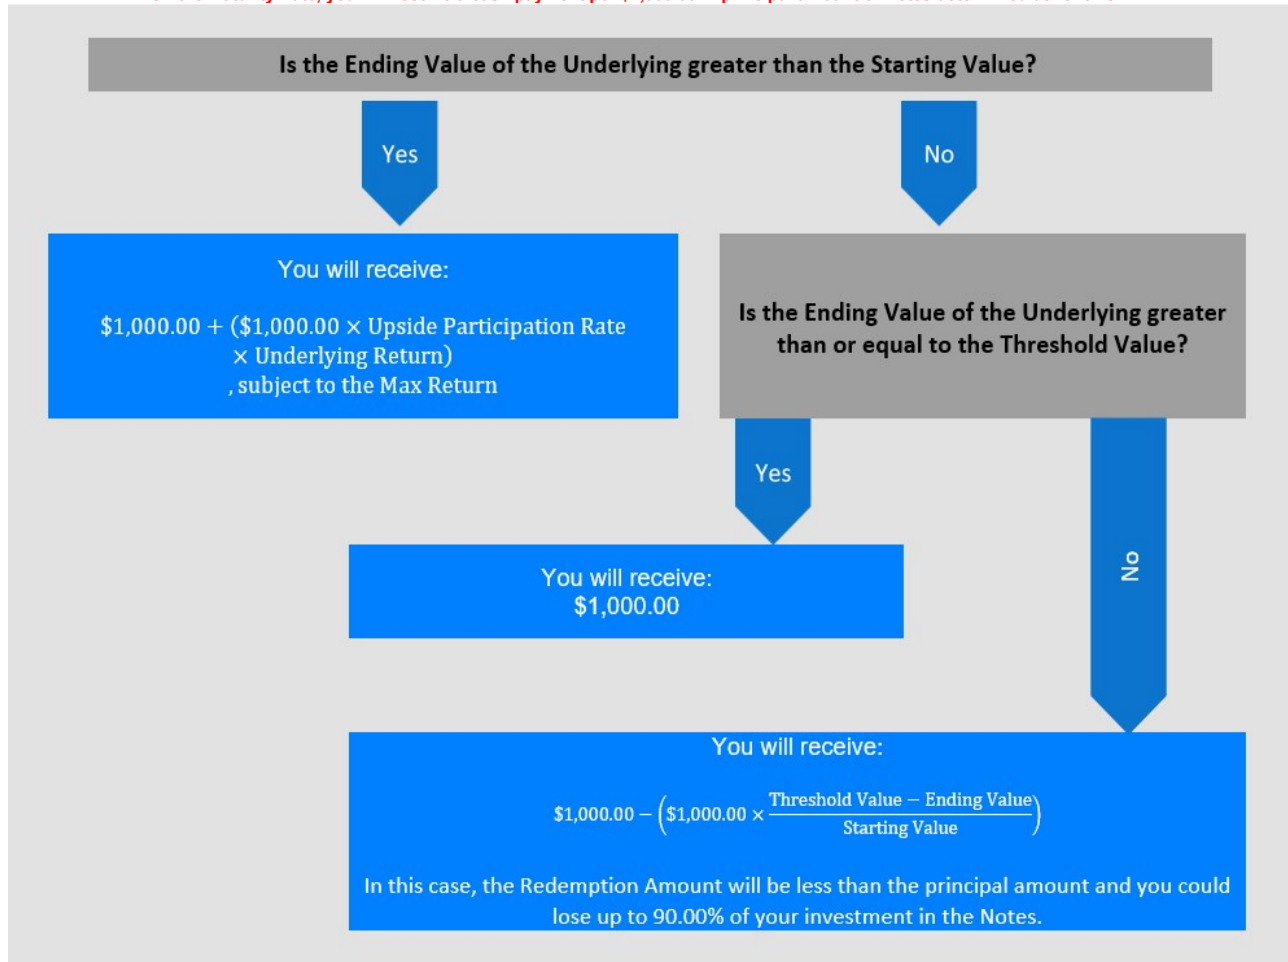 Is the Ending Value of the Underlying greater than the Starting Value?
Yes
No
You will receive:
$1,000.00 + ($1,000.00 × Upside Participation Rate
× Underlying Return)
, subject to the Max Return
Is the Ending Value of the Underlying greater
than or equal to the Threshold Value?
Yes
No
You will receive:
$1,000.00
You will receive:
$1,000.00 − ($1,000.00 × Threshold Value − Ending Value
Starting Value)
In this case, the Redemption Amount will be less than the principal amount and you could
lose up to 90.00% of your investment in the Notes.